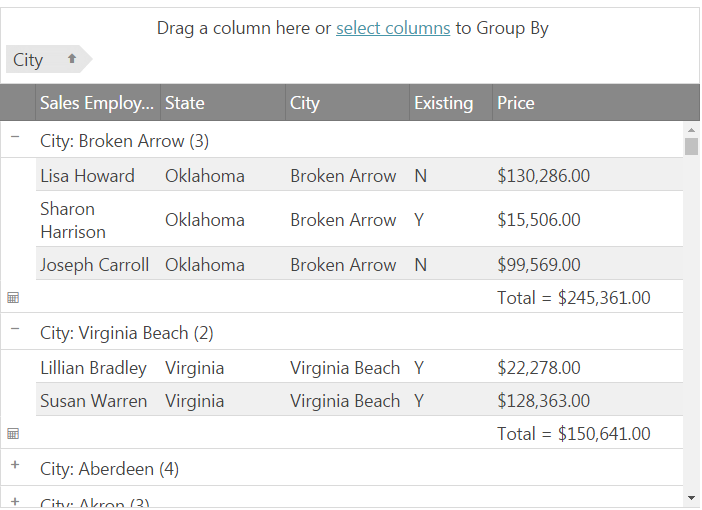 Drag a column here or select columns to Group By
City
Sales Employ... State City Existing Price
City: Broken Arrow (3)
Lisa Howard Oklahoma Broken Arrow N $130,286.00
Sharon Harrison Oklahoma Broken Arrow Y $15,506.00
Joseph Carroll Oklahoma Broken Arrow N $99,569.00
Total = $245,361.00
City: Virginia Beach (2)
Lillian Bradley Virginia Virginia Beach Y $22,278.00
Susan Warren Virginia Virginia Beach Y $128,363.00
Total = $150,641.00
City: Aberdeen (4)
City: Akron (3)